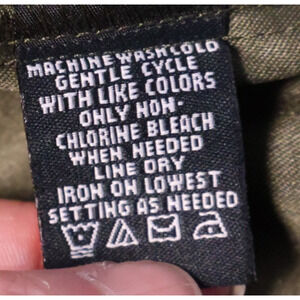 MACHINE WASH COLD
GENTLE CYCLE
WITH LIKE COLORS
ONLY NON-
CHLORINE BLEACH
WHEN NEEDED
LINE DRY
IRON ON LOWEST
SETTING AS NEEDED